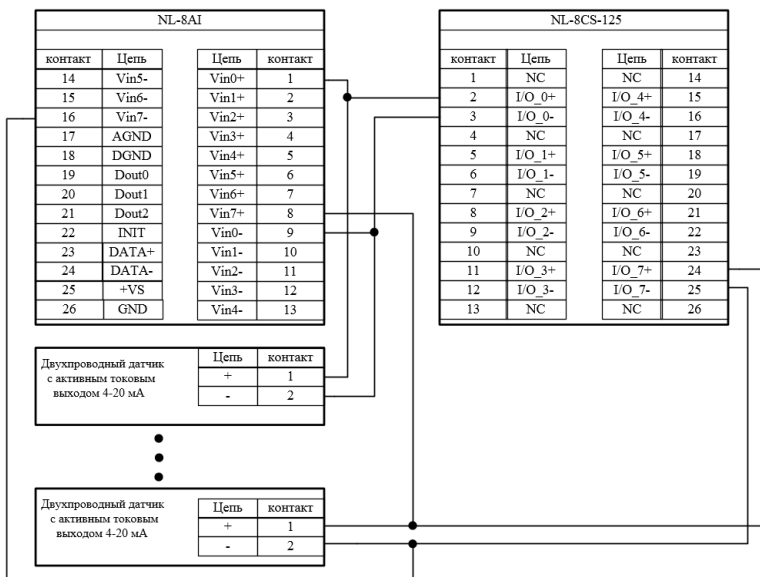 NL-8AI
контакт Цепь Цепь контакт
14 Vin5- Vin0+ 1
15 Vin6- Vin1+ 2
16 Vin7- Vin2+ 3
17 AGND Vin3+ 4
18 DGND Vin4+ 5
19 Dout0 Vin5+ 6
20 Dout1 Vin6+ 7
21 Dout2 Vin7+ 8
22 INIT Vin0- 9
23 DATA+ Vin1- 10
24 DATA- Vin2- 11
25 +VS Vin3- 12
26 GND Vin4- 13
NL-8CS-125
контакт Цепь Цепь контакт
1 NC NC 14
2 I/O_0+ I/O_4+ 15
3 I/O_0- I/O_4- 16
4 NC NC 17
5 I/O_1+ I/O_5+ 18
6 I/O_1- I/O_5- 19
7 NC NC 20
8 I/O_2+ I/O_6+ 21
9 I/O_2- I/O_6- 22
10 NC NC 23
11 I/O_3+ I/O_7+ 24
12 I/O_3- I/O_7- 25
13 NC NC 26
Двухпроводный датчик
с активным токовым
выходом 4-20 мА
Цепь контакт
+ 1
- 2
Двухпроводный датчик
с активным токовым
выходом 4-20 мА
Цепь контакт
+ 1
- 2